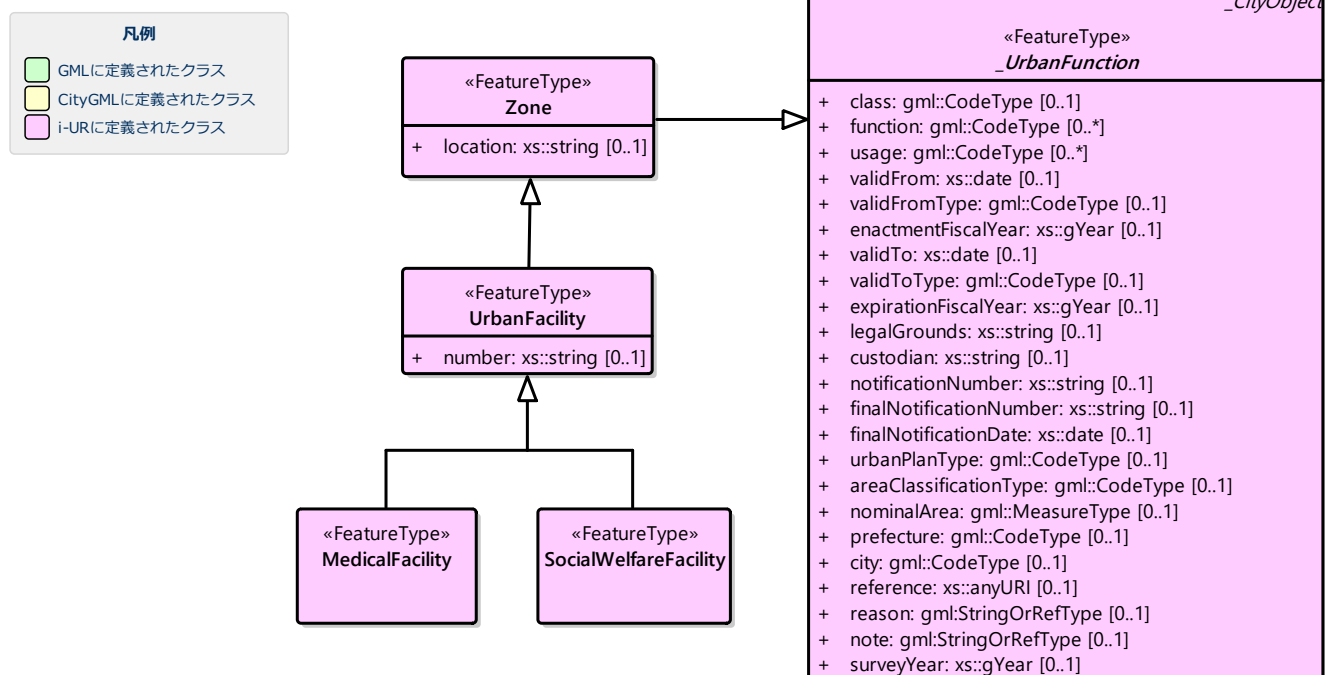 凡例
GMLに定義されたクラス
CityGMLに定義されたクラス
i-URに定義されたクラス
«FeatureType»
Zone
+ location: xs::string [0..1]
«FeatureType»
UrbanFacility
+ number: xs::string [0..1]
«FeatureType»
MedicalFacility
«FeatureType»
SocialWelfareFacility
_CityObject
«FeatureType»
_UrbanFunction
+ class: gml::CodeType [0..1]
+ function: gml::CodeType [0..*]
+ usage: gml::CodeType [0..*]
+ validFrom: xs::date [0..1]
+ validFromType: gml::CodeType [0..1]
+ enactmentFiscalYear: xs::gYear [0..1]
+ validTo: xs::date [0..1]
+ validToType: gml::CodeType [0..1]
+ expirationFiscalYear: xs::gYear [0..1]
+ legalGrounds: xs::string [0..1]
+ custodian: xs::string [0..1]
+ notificationNumber: xs::string [0..1]
+ finalNotificationNumber: xs::string [0..1]
+ finalNotificationDate: xs::date [0..1]
+ urbanPlanType: gml::CodeType [0..1]
+ areaClassificationType: gml::CodeType [0..1]
+ nominalArea: gml::MeasureType [0..1]
+ prefecture: gml::CodeType [0..1]
+ city: gml::CodeType [0..1]
+ reference: xs::anyURI [0..1]
+ reason: gml:StringOrRefType [0..1]
+ note: gml:StringOrRefType [0..1]
+ surveyYear: xs::gYear [0..1]